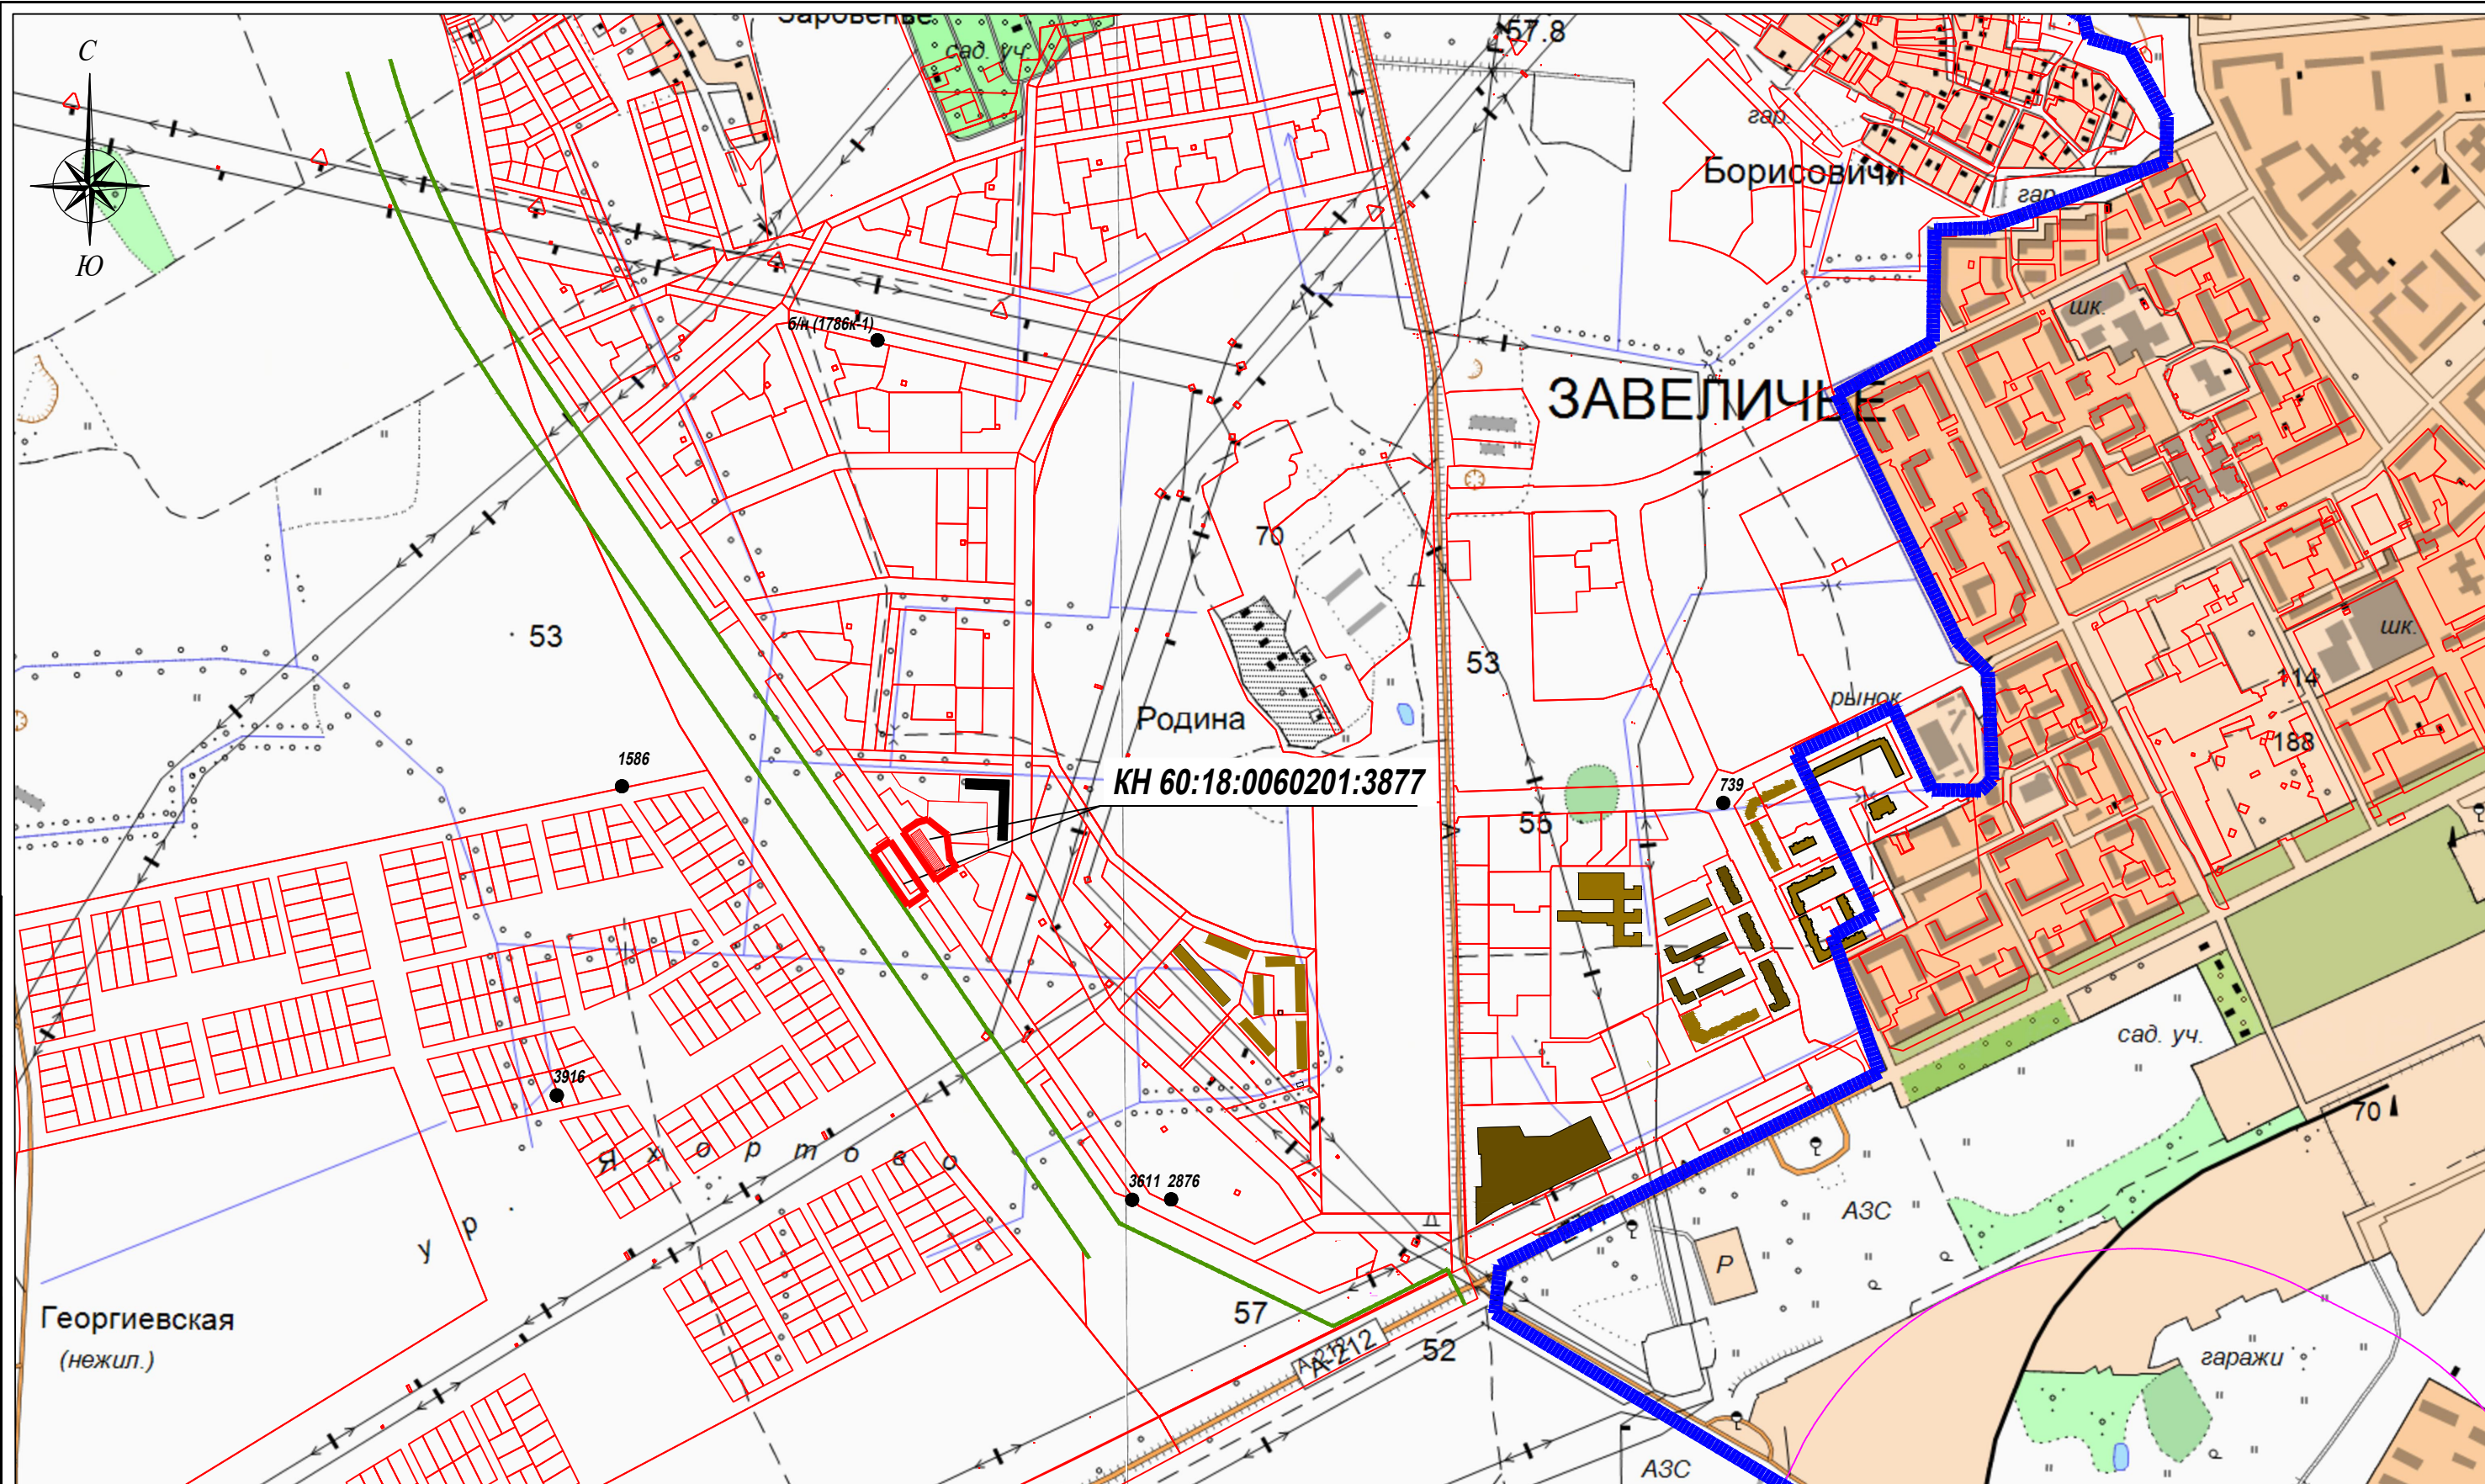 С
Ю
Заровенье
сад. уч.
57.8
гар.
Борисовичи
гар.
б/н (1786к-1)
шк.
ЗАВЕЛИЧЬЕ
70
53
шк.
53
114
Родина
рынок
188
1586
КН 60:18:0060201:3877
739
55
А
сад. уч.
3916
70
Яхортово
3611 2876
АЗС
ур.
Р
57
Георгиевская
(нежил.)
А-212
52
гаражи
АЗС